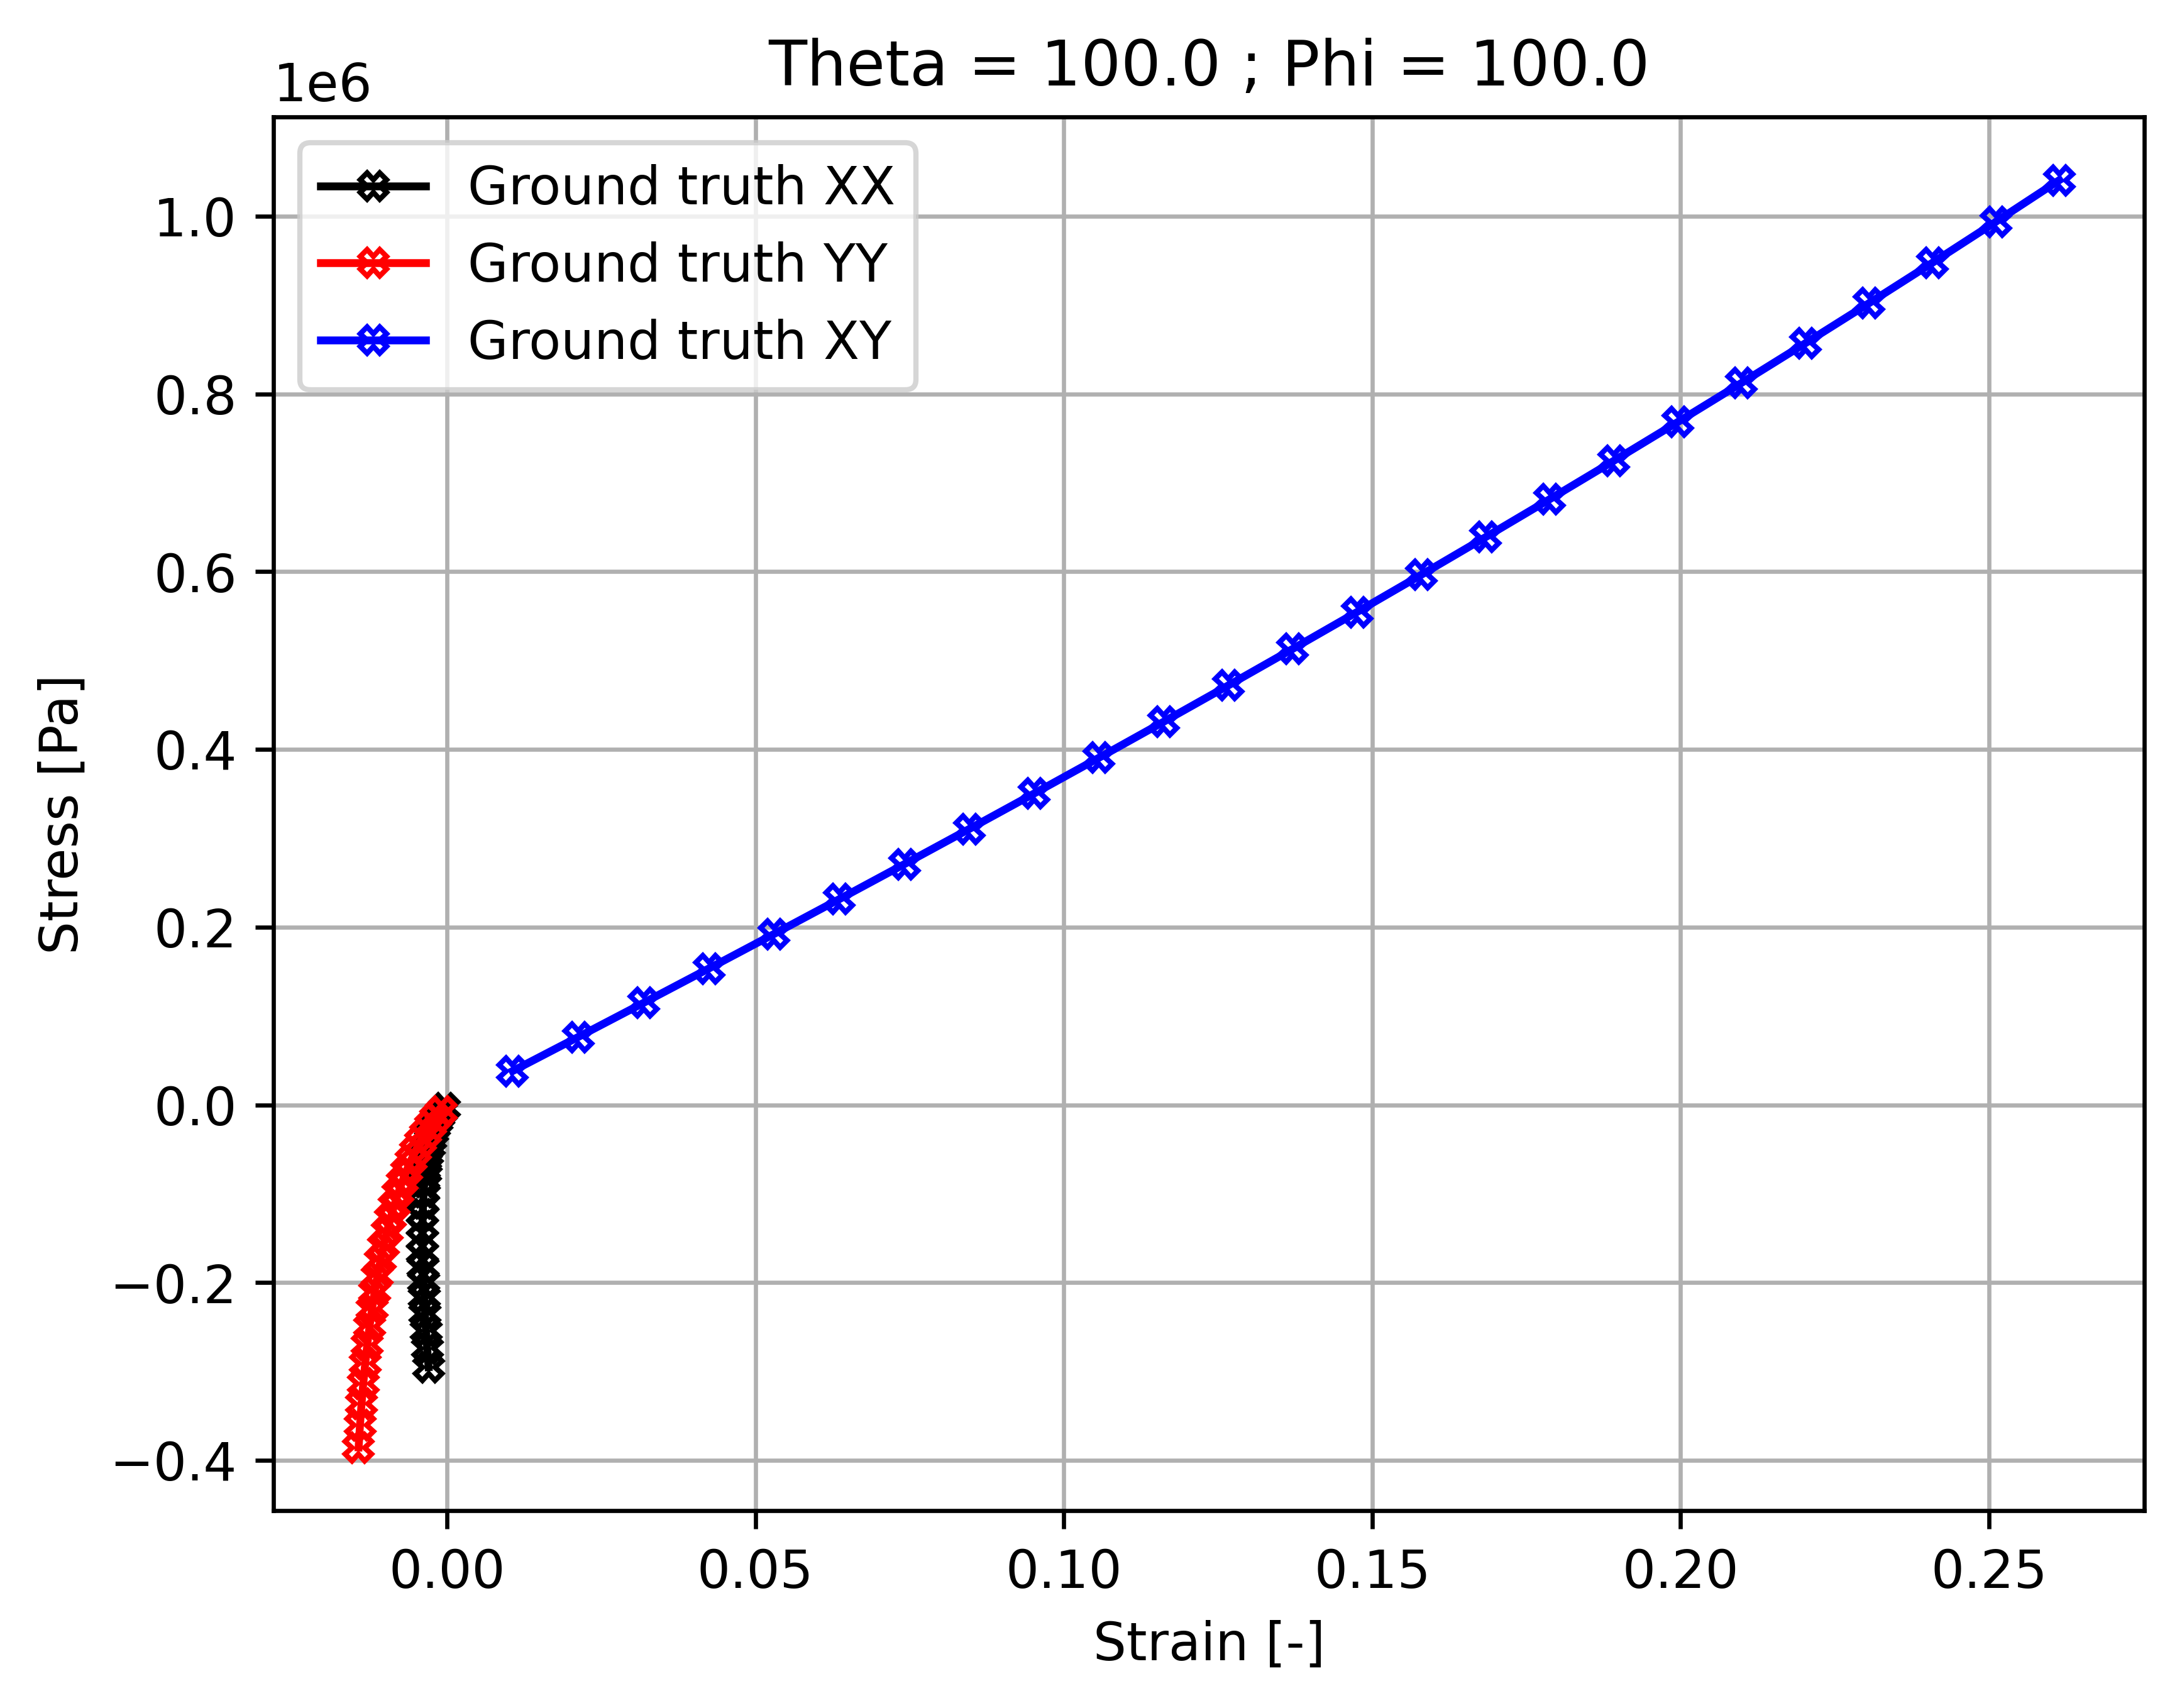 Theta = 100.0 ; Phi = 100.0
1e6
Ground truth XX
Ground truth YY
Ground truth XY
1.0
0.8
0.6
0.4
0.2
0.0
−0.2
−0.4
Stress [Pa]
0.00 0.05 0.10 0.15 0.20 0.25
Strain [-]